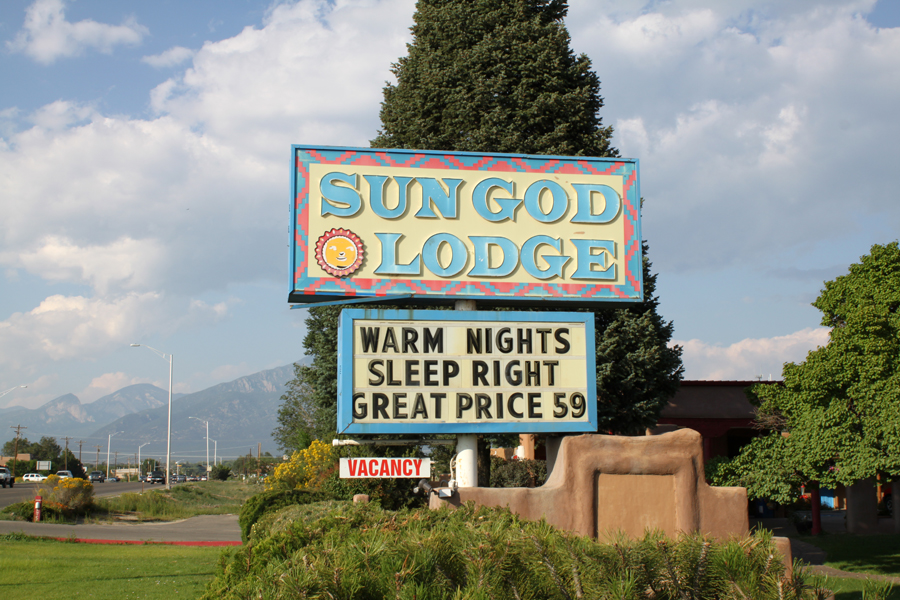 SUN GOD
LODGE
WARM NIGHTS
SLEEP RIGHT
GREAT PRICE 59
VACANCY